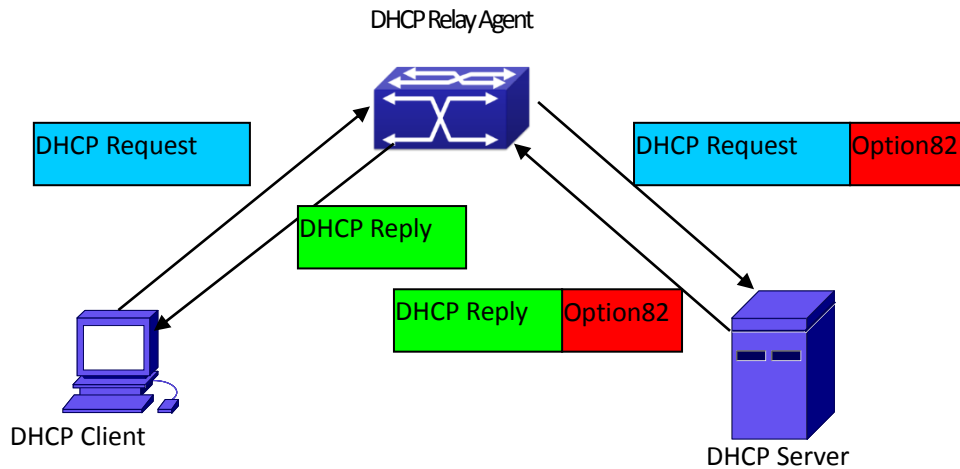 DHCP Relay Agent
DHCP Request
DHCP Request Option82
DHCP Reply
DHCP Reply Option82
DHCP Client
DHCP Server